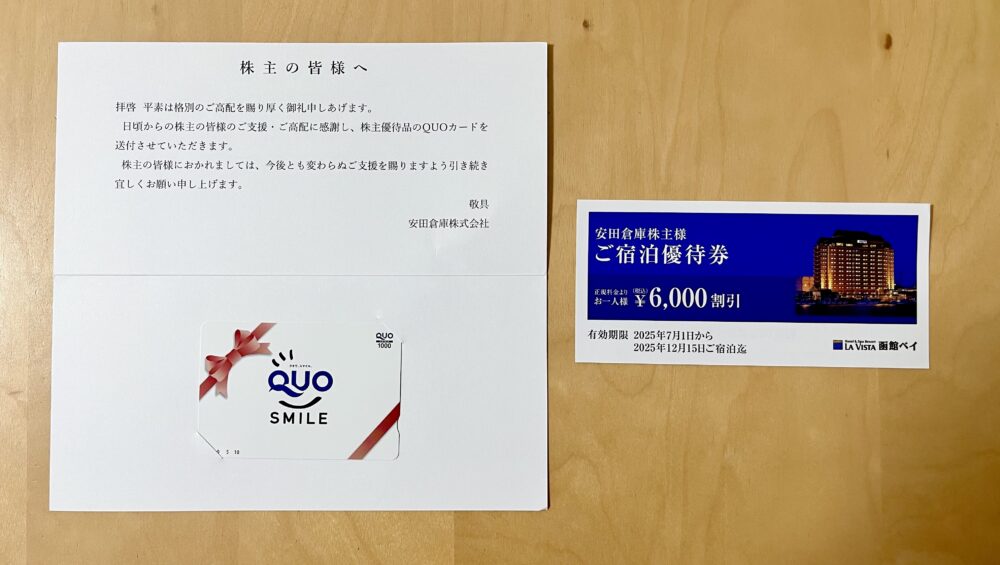 株主の皆様へ
拝啓 平素は格別のご高配を賜り厚く御礼申しあげます。
日頃からの株主の皆様のご支援・ご高配に感謝し、株主優待品のQUOカードを
送付させていただきます。
株主の皆様におかれましては、今後とも変わらぬご支援を賜りますよう引き続き
宜しくお願い申し上げます。
敬具
安田倉庫株式会社
QUO
1000
QUO
SMILE
9 5 10
安田倉庫株主様
ご宿泊優待券
正規料金より
お一人様 (税込) ¥6,000割引
有効期限 2025年7月1日から
2025年12月15日ご宿泊迄
Hotel & Spa Resort
LA VISTA 函館ベイ